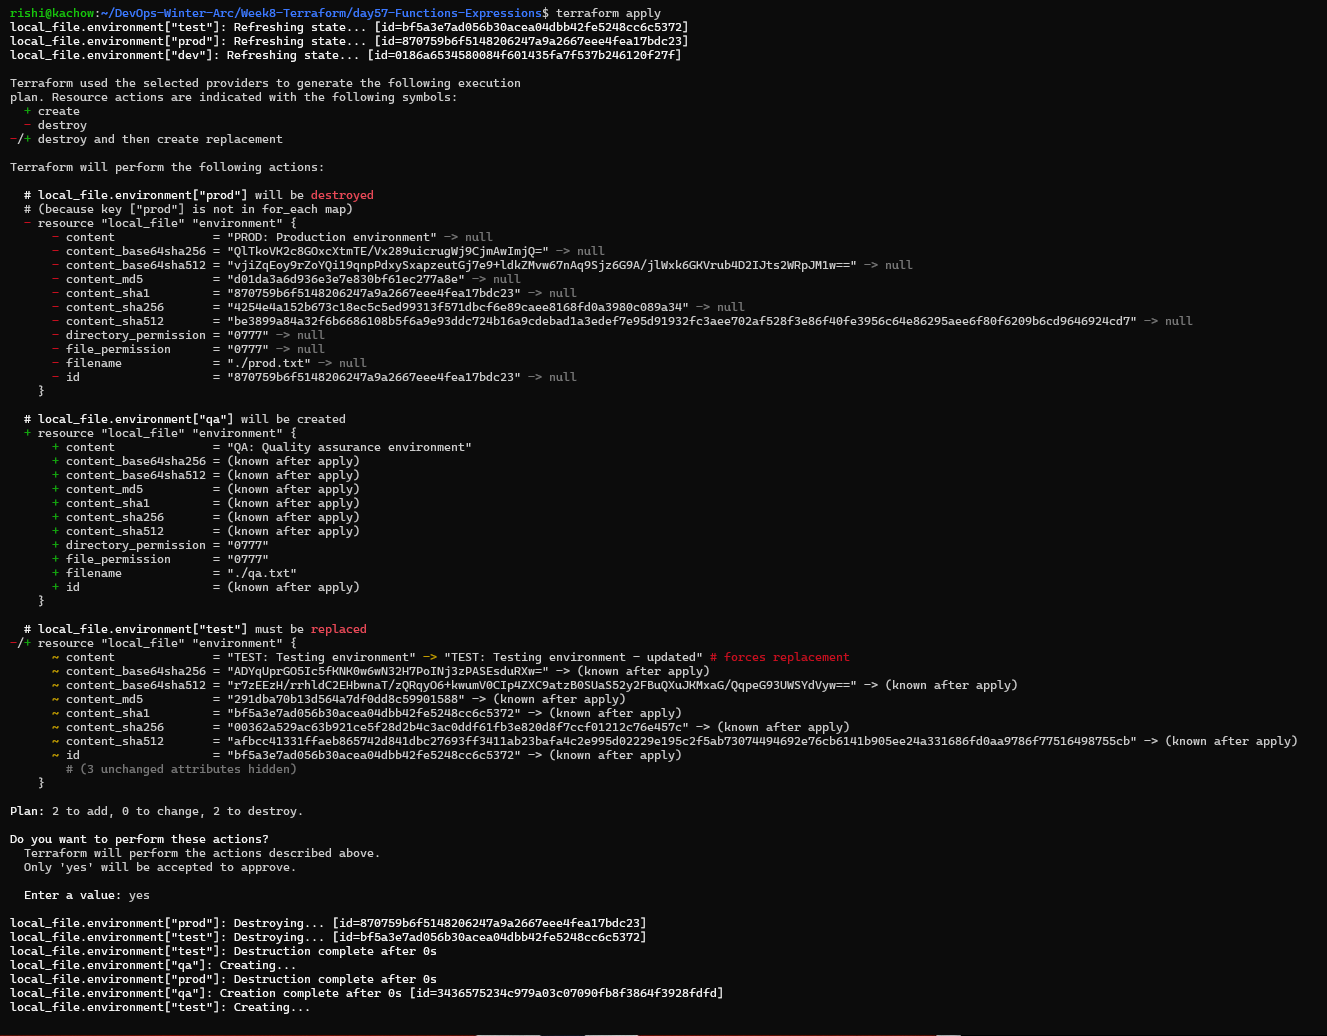 rishi@kachow:~/DevOps-Winter-Arc/Week8-Terraform/day57-Functions-Expressions$ terraform apply
local_file.environment["test"]: Refreshing state... [id=bf5a3e7ad056b30acea04dbb42fe5248cc6c5372]
local_file.environment["prod"]: Refreshing state... [id=870759b6f5148206247a9a2667eee4fea17bdc23]
local_file.environment["dev"]: Refreshing state... [id=0186a6534580084f601435fa7f537b246120f27f]
Terraform used the selected providers to generate the following execution
plan. Resource actions are indicated with the following symbols:
+ create
- destroy
-/+ destroy and then create replacement
Terraform will perform the following actions:
# local_file.environment["prod"] will be destroyed
# (because key ["prod"] is not in for_each map)
- resource "local_file" "environment" {
- content = "PROD: Production environment" -> null
- content_base64sha256 = "QlTkoVK2c8GOxcXtmTE/Vx289uicrugWj9CjmAwImjQ=" -> null
- content_base64sha512 = "vjiZqEoy9rZoYQi19qnpPdxySxapzeutGj7e9+ldkZMvw67nAq9Sjz6G9A/jlWxk6GKVrub4D2IJts2WRpJM1w==" -> null
- content_md5 = "d01da3a6d936e3e7e830bf61ec277a8e" -> null
- content_sha1 = "870759b6f5148206247a9a2667eee4fea17bdc23" -> null
- content_sha256 = "4254e4a152b673c18ec5c5ed99313f571dbcf6e89caee8168fd0a3980c089a34" -> null
- content_sha512 = "be3899a84a32f6b6686108b5f6a9e93ddc724b16a9cdebad1a3edef7e95d91932fc3aee702af528f3e86f40fe3956c64e86295aee6f80f6209b6cd9646924cd7" -> null
- directory_permission = "0777" -> null
- file_permission = "0777" -> null
- filename = "./prod.txt" -> null
- id = "870759b6f5148206247a9a2667eee4fea17bdc23" -> null
}
# local_file.environment["qa"] will be created
+ resource "local_file" "environment" {
+ content = "QA: Quality assurance environment"
+ content_base64sha256 = (known after apply)
+ content_base64sha512 = (known after apply)
+ content_md5 = (known after apply)
+ content_sha1 = (known after apply)
+ content_sha256 = (known after apply)
+ content_sha512 = (known after apply)
+ directory_permission = "0777"
+ file_permission = "0777"
+ filename = "./qa.txt"
+ id = (known after apply)
}
# local_file.environment["test"] must be replaced
-/+ resource "local_file" "environment" {
~ content = "TEST: Testing environment" -> "TEST: Testing environment - updated" # forces replacement
~ content_base64sha256 = "ADYqUprGO5Ic5fKNK0w6wN32H7PoINj3zPASEsduRXw=" -> (known after apply)
~ content_base64sha512 = "r7zEEzH/rrhldC2EHbwnaT/zQRqyO6+kwumV0CIp4ZXC9atzB0SUaS52y2FBuQXuJKMxaG/QqpeG93UWSYdVyw==" -> (known after apply)
~ content_md5 = "291dba70b13d564a7df0dd8c59901588" -> (known after apply)
~ content_sha1 = "bf5a3e7ad056b30acea04dbb42fe5248cc6c5372" -> (known after apply)
~ content_sha256 = "00362a529ac63b921ce5f28d2b4c3ac0ddf61fb3e820d8f7ccf01212c76e457c" -> (known after apply)
~ content_sha512 = "afbcc41331ffaeb865742d841dbc27693ff3411ab23bafa4c2e995d02229e195c2f5ab73074494692e76cb6141b905ee24a331686fd0aa9786f77516498755cb" -> (known after apply)
~ id = "bf5a3e7ad056b30acea04dbb42fe5248cc6c5372" -> (known after apply)
# (3 unchanged attributes hidden)
}
Plan: 2 to add, 0 to change, 2 to destroy.
Do you want to perform these actions?
Terraform will perform the actions described above.
Only 'yes' will be accepted to approve.
Enter a value: yes
local_file.environment["prod"]: Destroying... [id=870759b6f5148206247a9a2667eee4fea17bdc23]
local_file.environment["test"]: Destroying... [id=bf5a3e7ad056b30acea04dbb42fe5248cc6c5372]
local_file.environment["test"]: Destruction complete after 0s
local_file.environment["qa"]: Creating...
local_file.environment["prod"]: Destruction complete after 0s
local_file.environment["qa"]: Creation complete after 0s [id=3436575234c979a03c07090fb8f3864f3928fdfd]
local_file.environment["test"]: Creating...